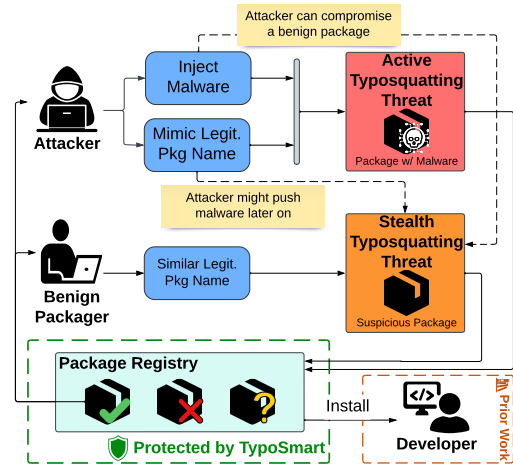 Attacker can compromise
a benign package
Inject
Malware
Active
Typosquatting
Threat
Package w/ Malware
Attacker
Mimic Legit.
Pkg Name
Attacker might push
malware later on
Stealth
Typosquatting
Threat
Suspicious Package
Similar Legit.
Pkg Name
Benign
Packager
Package Registry
?
Install
</>
Developer
Prior Work
Protected by TypoSmart